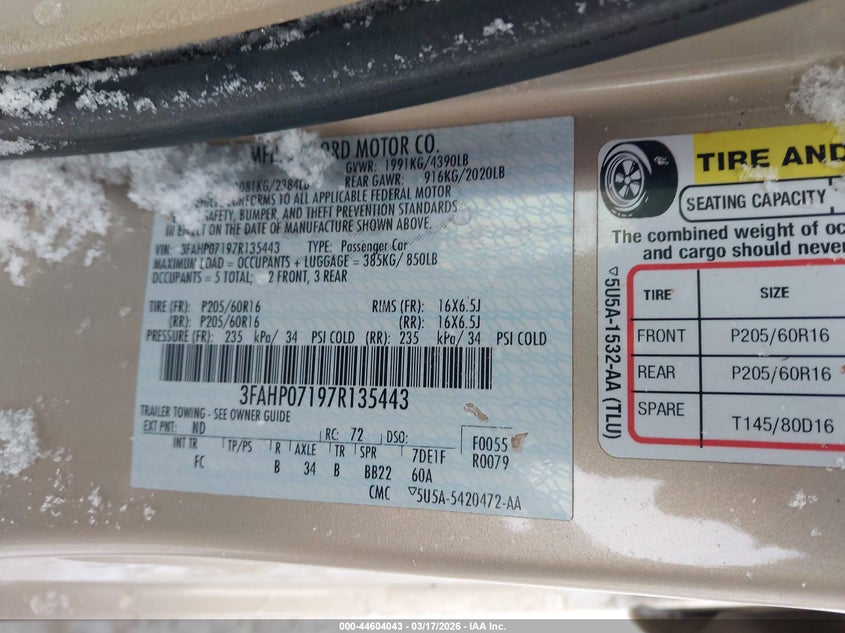 ORD MOTOR CO.
GVWR: 1991KG/4390LB
081KG/2384LB REAR GAWR: 916KG/2020LB
CONFORMS TO ALL APPLICABLE FEDERAL MOTOR
SAFETY, BUMPER, AND THEFT PREVENTION STANDARDS
IN EFFECT ON THE DATE OF MANUFACTURE SHOWN ABOVE
VIN: 3FAHP07197R135443 TYPE: Passenger Car
MAXIMUM LOAD = OCCUPANTS + LUGGAGE = 385KG/ 850LB
OCCUPANTS = 5 TOTAL; 2 FRONT, 3 REAR
TIRE (FR): P205/60R16 RIMS (FR): 16X6.5J
(RR): P205/60R16 (RR): 16X6.5J
PRESSURE (FR): 235 kPa/ 34 PSI COLD (RR): 235 kPa/ 34 PSI COLD
3FAHP07197R135443
TRAILER TOWING - SEE OWNER GUIDE
EXT PNT: ND RC: 72 DSO: F0055
INT TR TP/PS R AXLE TR SPR 7DE1F R0079
FC B 34 B BB22 60A
CMC ▽5U5A-5420472-AA
TIRE AND
SEATING CAPACITY
The combined weight of oc
and cargo should never
▽5U5A-1532-AA (TLU)
TIRE SIZE
FRONT P205/60R16
REAR P205/60R16
SPARE T145/80D16
000-44604043 — 03/17/2026 — IAA Inc.